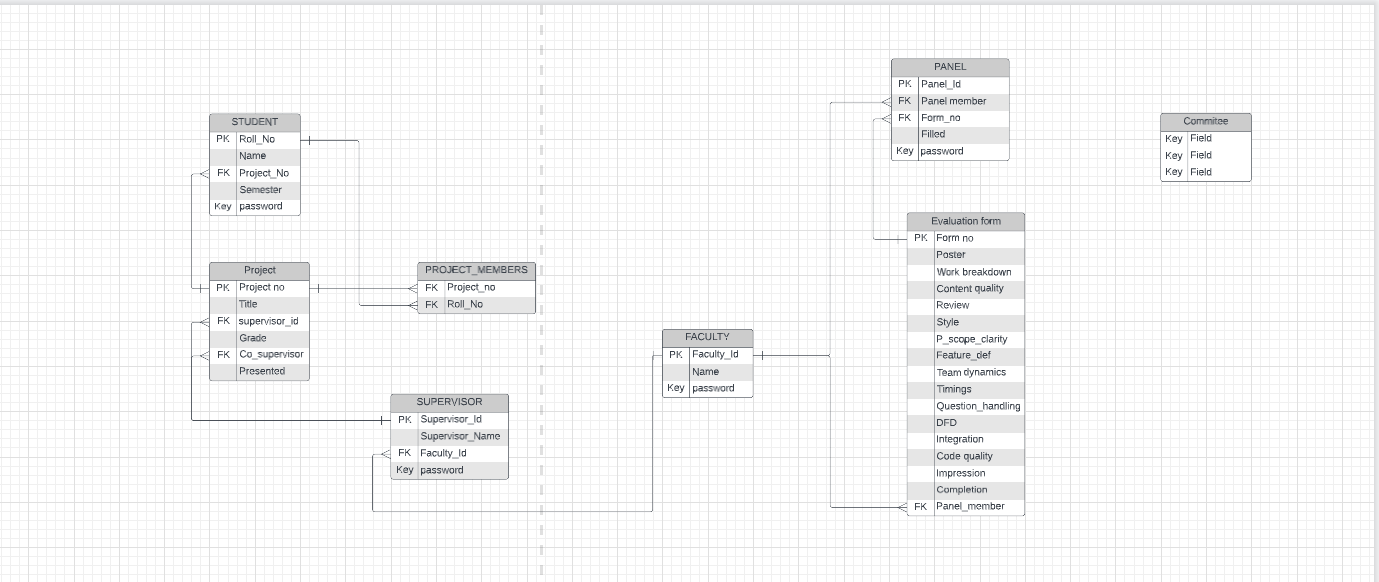 STUDENT
PK Roll_No
Name
FK Project_No
Semester
Key password
Project
PK Project no
Title
FK supervisor_id
Grade
FK Co_supervisor
Presented
PROJECT_MEMBERS
FK Project_no
FK Roll_No
SUPERVISOR
PK Supervisor_Id
Supervisor_Name
FK Faculty_Id
Key password
FACULTY
PK Faculty_Id
Name
Key password
PANEL
PK Panel_Id
FK Panel member
FK Form_no
Filled
Key password
Evaluation form
PK Form no
Poster
Work breakdown
Content quality
Review
Style
P_scope_clarity
Feature_def
Team dynamics
Timings
Question_handling
DFD
Integration
Code quality
Impression
Completion
FK Panel_member
Commitee
Key Field
Key Field
Key Field